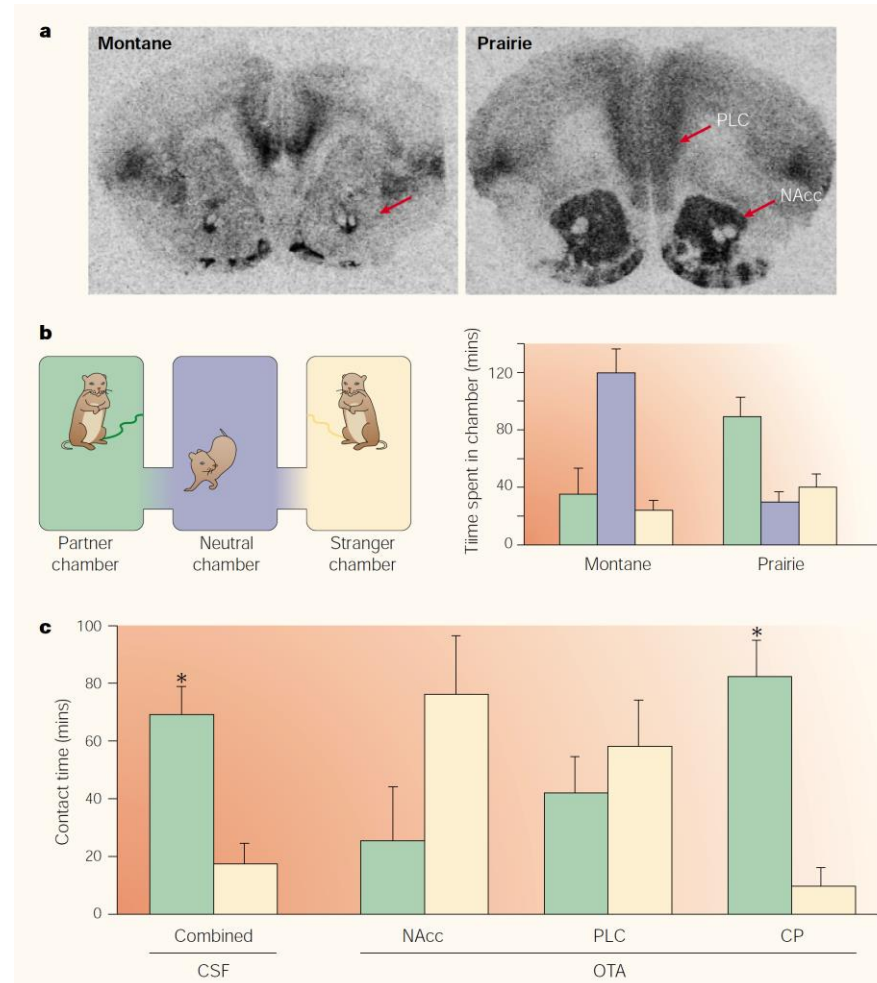 a
Montane
Prairie
PLC
NAcc
b
Partner
chamber
Neutral
chamber
Stranger
chamber
Tiime spent in chamber (mins)
120
80
40
0
Montane
Prairie
c
Contact time (mins)
100
80
60
40
20
0
*
*
Combined
NAcc
PLC
CP
CSF
OTA